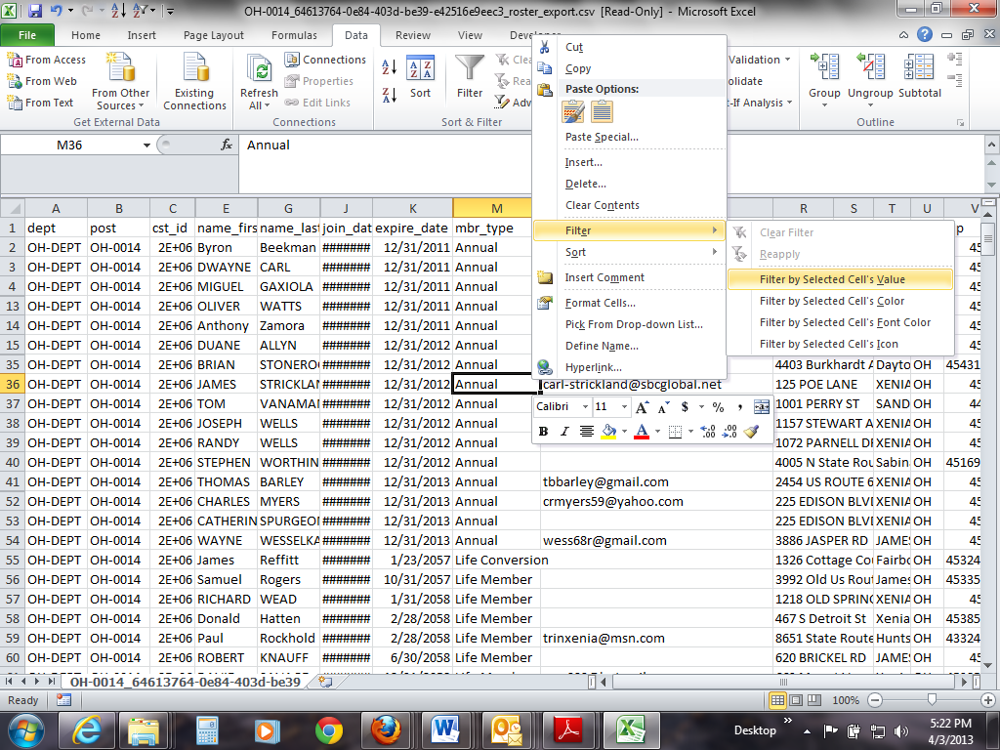 OH-0014_64613764-0e84-403d-be39-e42516e9eec3_roster_export.csv [Read-Only] - Microsoft Excel
File Home Insert Page Layout Formulas Data Review View Developer
From Access
From Web
From Text
From Other Sources
Existing Connections
Get External Data
Refresh All
Connections
Properties
Edit Links
Connections
Sort
Filter
Clea
Rea
Adv
Sort & Filter
Validation
olidate
t-If Analysis
Group Ungroup Subtotal
Outline
M36 fx Annual
A B C E G J K M R S T U V
1 dept post cst_id name_firs name_last join_dat expire_date mbr_type p
2 OH-DEPT OH-0014 2E+06 Byron Beekman ####### 12/31/2011 Annual 45
3 OH-DEPT OH-0014 2E+06 DWAYNE CARL ####### 12/31/2011 Annual 45
4 OH-DEPT OH-0014 2E+06 MIGUEL GAXIOLA ####### 12/31/2011 Annual 45
13 OH-DEPT OH-0014 2E+06 OLIVER WATTS ####### 12/31/2012 Annual 45
14 OH-DEPT OH-0014 2E+06 Anthony Zamora ####### 12/31/2012 Annual 45
15 OH-DEPT OH-0014 2E+06 DUANE ALLYN ####### 12/31/2012 Annual 45
35 OH-DEPT OH-0014 2E+06 BRIAN STONERO ####### 12/31/2012 Annual 4403 Burkhardt A Dayto OH 45431
36 OH-DEPT OH-0014 2E+06 JAMES STRICKLAN ####### 12/31/2012 Annual carl-strickland@sbcglobal.net 125 POE LANE XENIA OH 45
37 OH-DEPT OH-0014 2E+06 TOM VANAMA ####### 12/31/2012 Annual 1001 PERRY ST SAND OH 44
38 OH-DEPT OH-0014 2E+06 JOSEPH WELLS ####### 12/31/2012 Annual 1157 STEWART A XENIA OH 45
39 OH-DEPT OH-0014 2E+06 RANDY WELLS ####### 12/31/2012 Annual 1072 PARNELL DR XENIA OH 45
40 OH-DEPT OH-0014 2E+06 STEPHEN WORTHIN ####### 12/31/2012 Annual 4005 N State Rou Sabin OH 45169
41 OH-DEPT OH-0014 2E+06 THOMAS BARLEY ####### 12/31/2013 Annual tbbarley@gmail.com 2454 US ROUTE 6 XENIA OH 45
52 OH-DEPT OH-0014 2E+06 CHARLES MYERS ####### 12/31/2013 Annual crmyers59@yahoo.com 225 EDISON BLVD XENIA OH 45
53 OH-DEPT OH-0014 2E+06 CATHERIN SPURGEO ####### 12/31/2013 Annual 225 EDISON BLVD XENIA OH 45
54 OH-DEPT OH-0014 2E+06 WAYNE WESSELKA ####### 12/31/2013 Annual wess68r@gmail.com 3886 JASPER RD JAMES OH 45
55 OH-DEPT OH-0014 2E+06 James Reffitt ####### 1/23/2057 Life Conversion 1326 Cottage Cou Fairbo OH 45324
56 OH-DEPT OH-0014 2E+06 Samuel Rogers ####### 10/31/2057 Life Member 3992 Old Us Rout James OH 45335
57 OH-DEPT OH-0014 2E+06 RICHARD WEAD ####### 1/31/2058 Life Member 1218 OLD SPRING XENIA OH 45
58 OH-DEPT OH-0014 2E+06 Donald Hatten ####### 2/28/2058 Life Member 467 S Detroit St Xenia OH 45385
59 OH-DEPT OH-0014 2E+06 Paul Rockhold ####### 2/28/2058 Life Member trinxenia@msn.com 8651 State Route Hunts OH 43324
60 OH-DEPT OH-0014 2E+06 ROBERT KNAUFF ####### 6/30/2058 Life Member 620 BRICKEL RD XENIA OH 45
Cut
Copy
Paste Options:
Paste Special...
Insert...
Delete...
Clear Contents
Filter
Sort
Insert Comment
Format Cells...
Pick From Drop-down List...
Define Name...
Hyperlink...
Clear Filter
Reapply
Filter by Selected Cell's Value
Filter by Selected Cell's Color
Filter by Selected Cell's Font Color
Filter by Selected Cell's Icon
Calibri 11 A A $ % ,
B I A .00
OH-0014_64613764-0e84-403d-be39
Ready 100%
Desktop 5:22 PM
4/3/2013